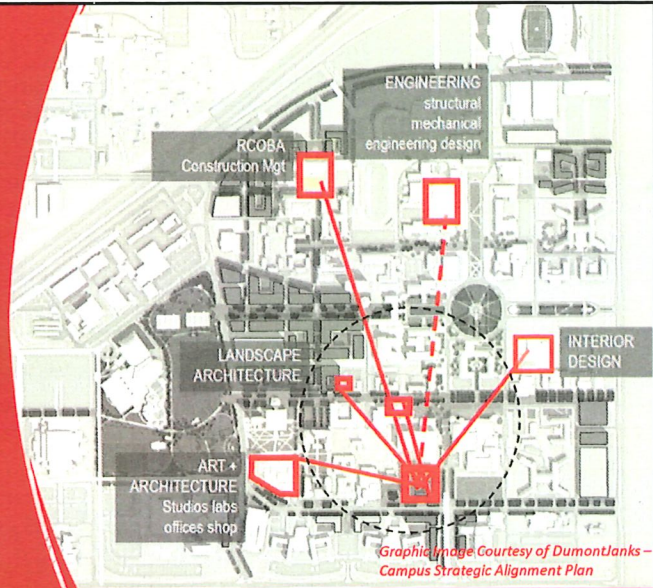 ENGINEERING
structural
mechanical
engineering design
RCOBA
Construction Mgt
LANDSCAPE
ARCHITECTURE
INTERIOR
DESIGN
ART +
ARCHITECTURE
Studios labs
offices shop
Graphic Image Courtesy of DumontJanks –
Campus Strategic Alignment Plan